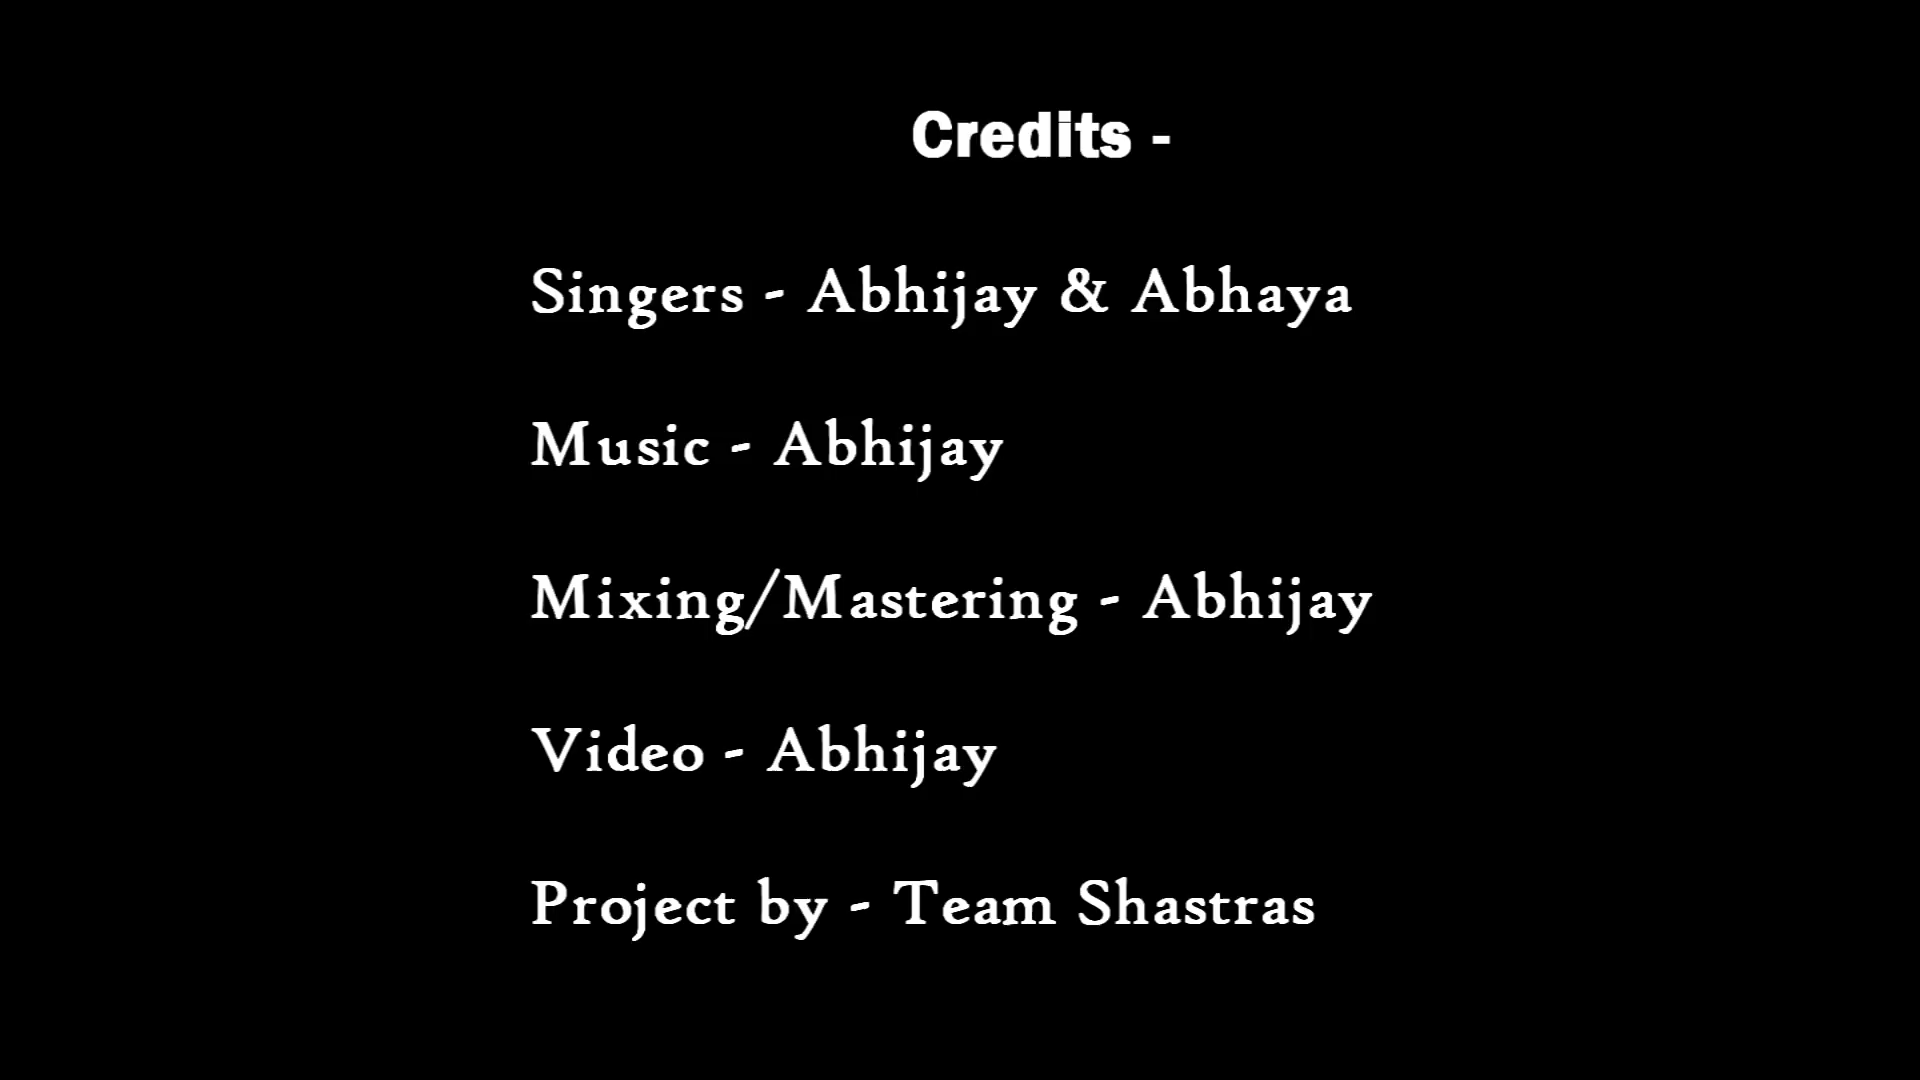 Credits -
Singers - Abhijay & Abhaya
Music - Abhijay
Mixing/Mastering - Abhijay
Video - Abhijay
Project by - Team Shastras